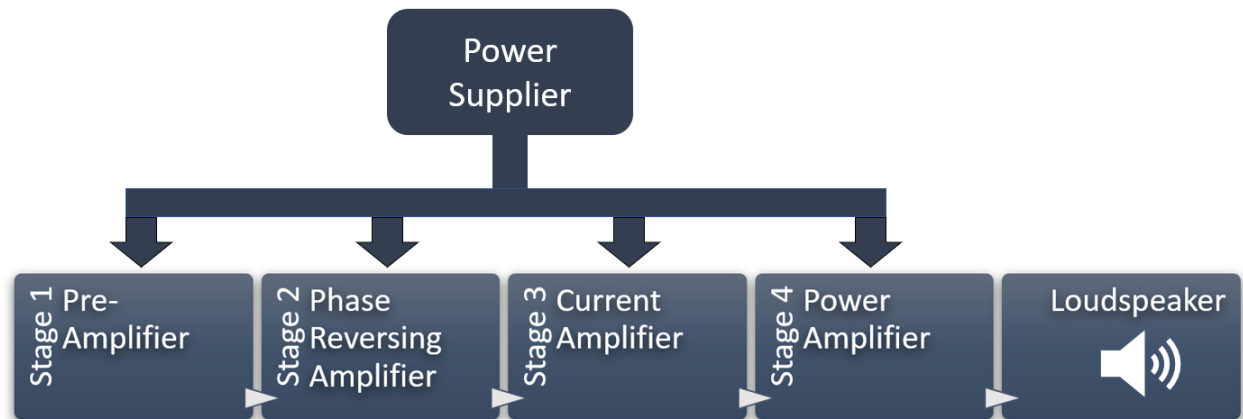 Power
Supplier
Stage 1
Pre-
Amplifier
Stage 2
Phase
Reversing
Amplifier
Stage 3
Current
Amplifier
Stage 4
Power
Amplifier
Loudspeaker